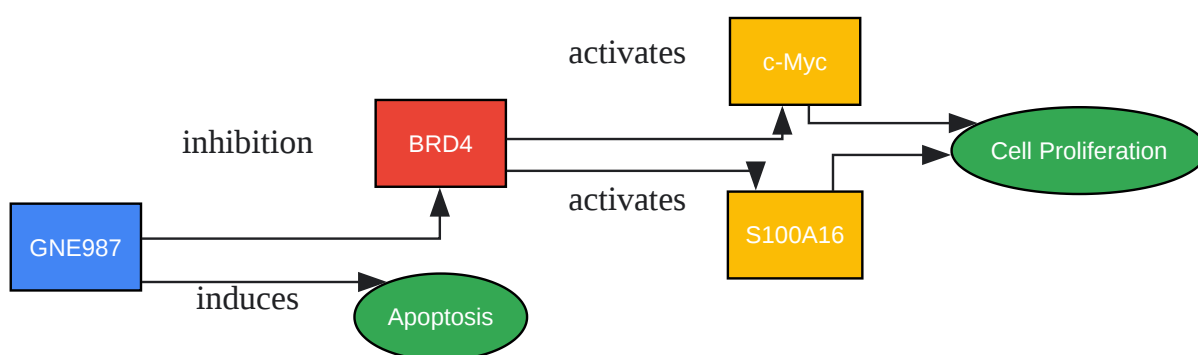 activates
c-Myc
inhibition
BRD4
Cell Proliferation
activates
GNE987
S100A16
induces
Apoptosis